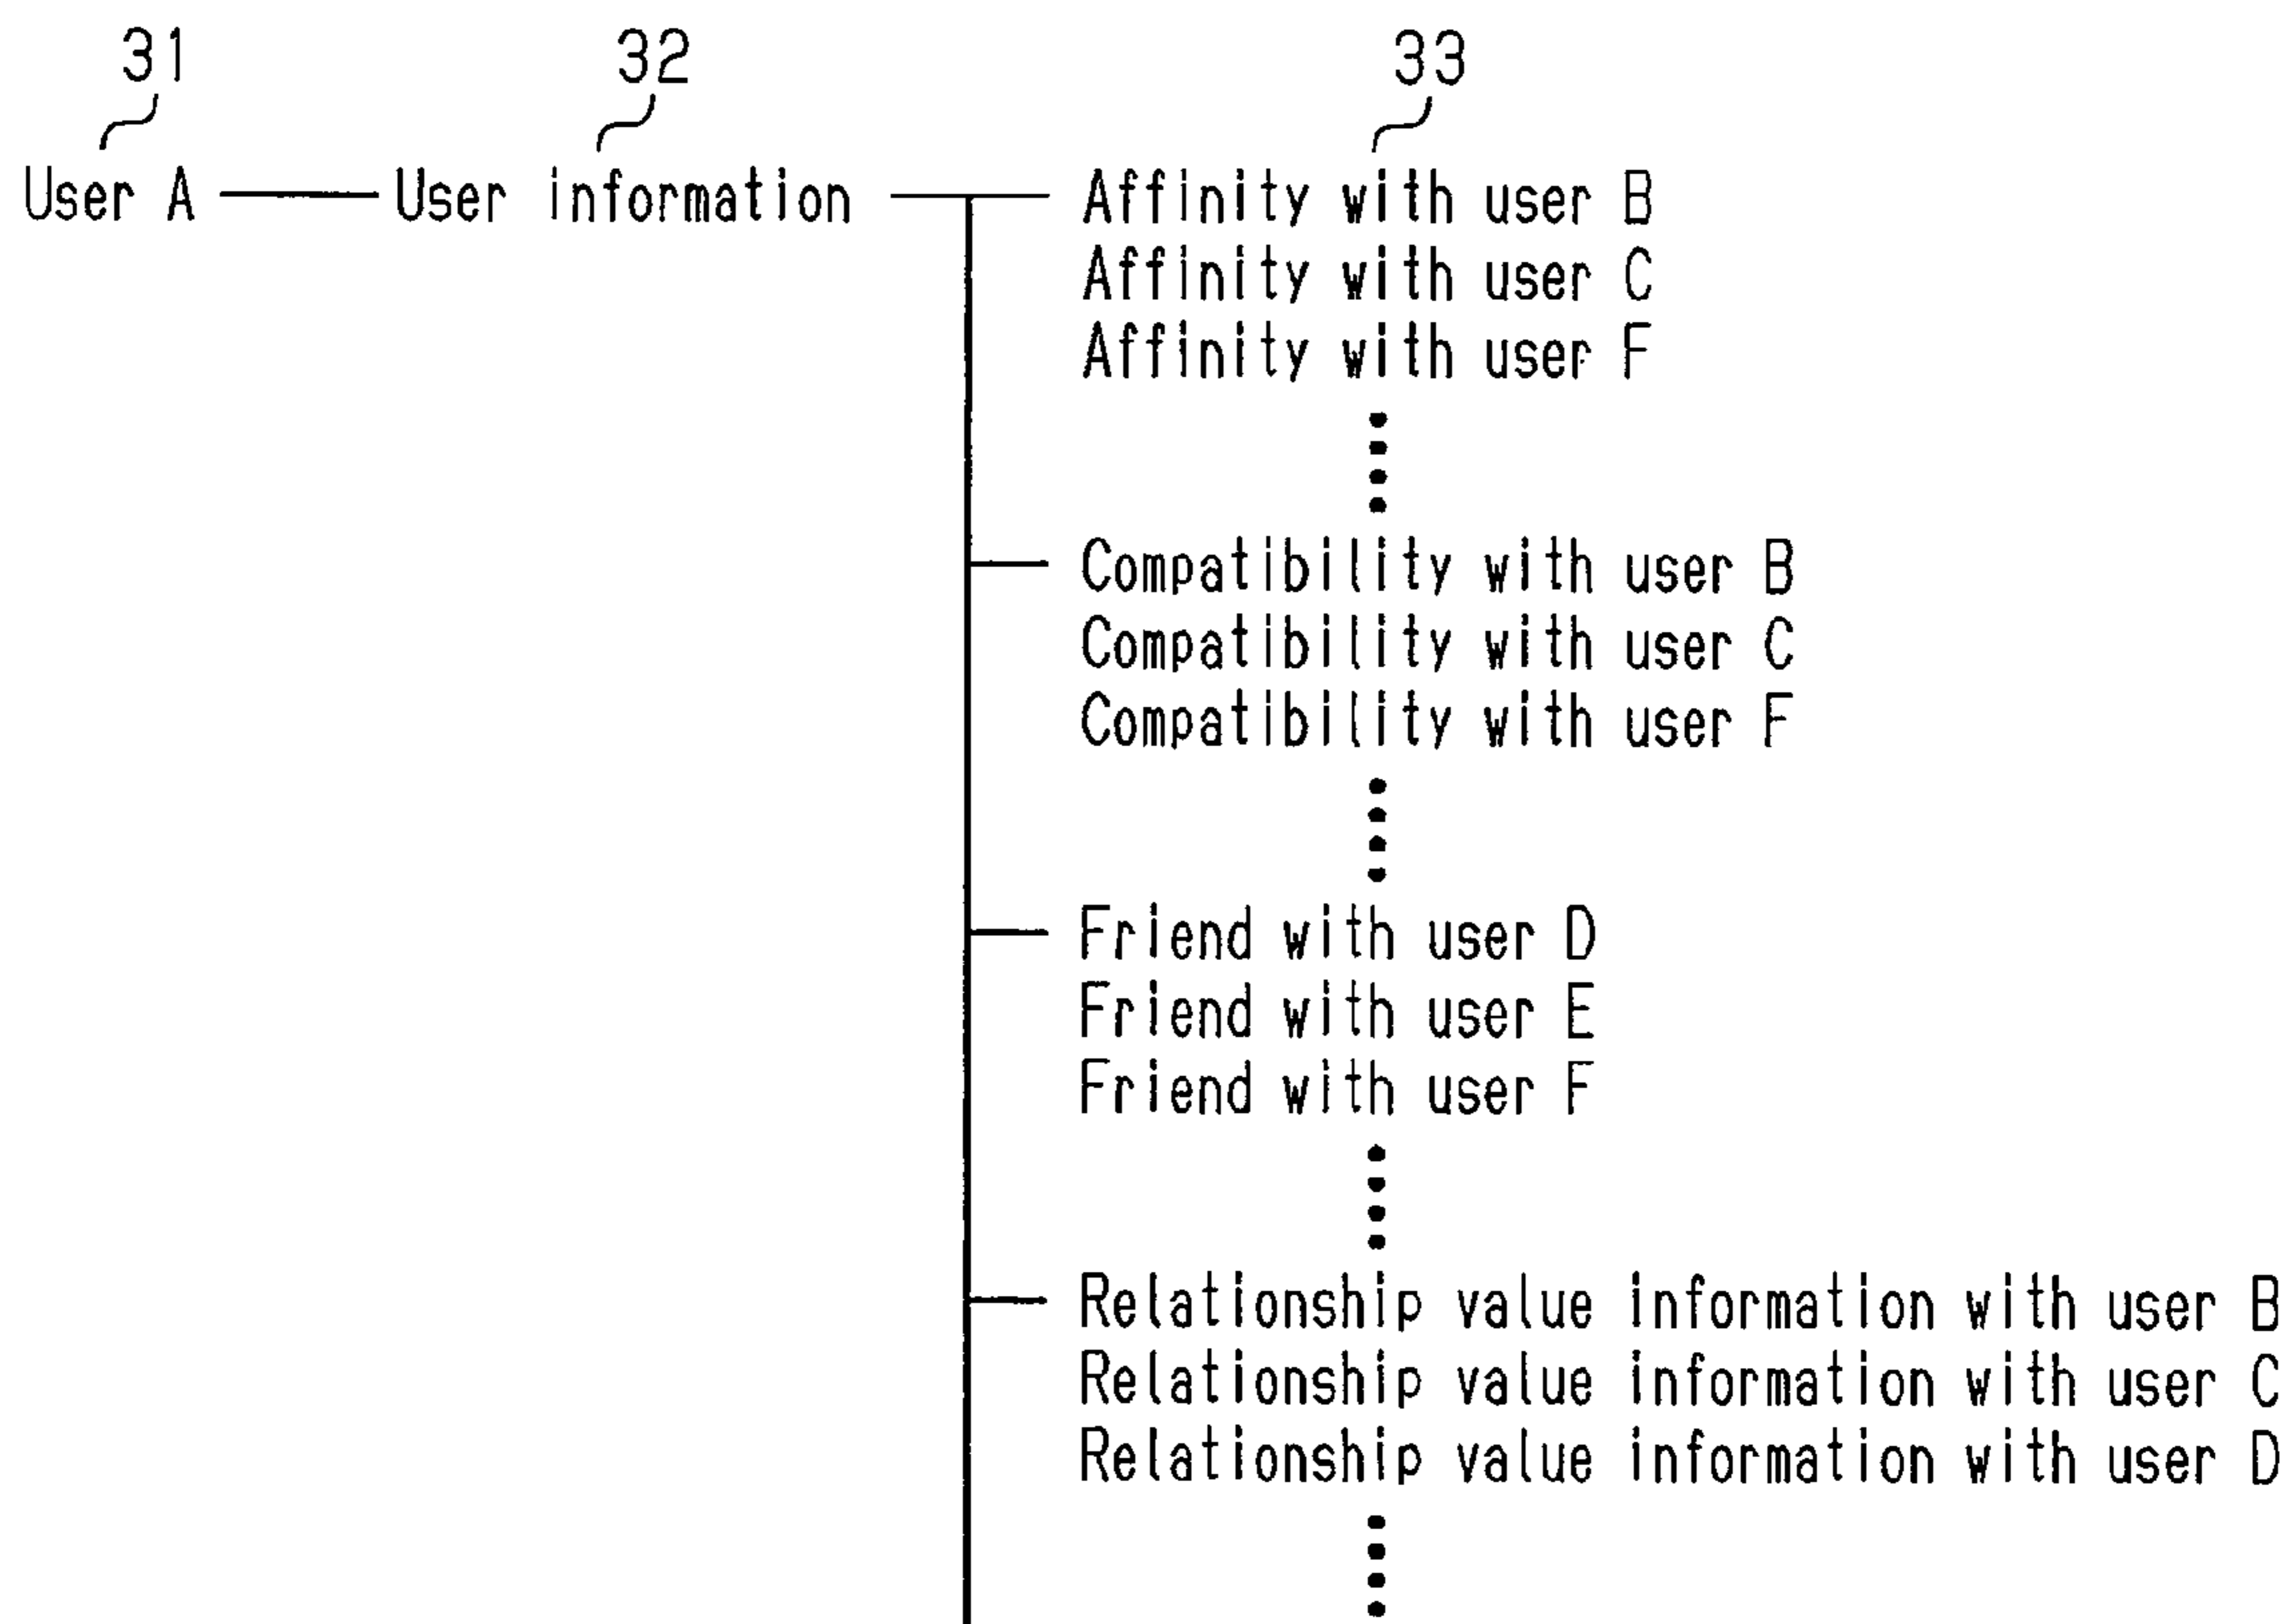 31 32 33
User A User information Affinity with user B
Affinity with user C
Affinity with user F
Compatibility with user B
Compatibility with user C
Compatibility with user F
Friend with user D
Friend with user E
Friend with user F
Relationship value information with user B
Relationship value information with user C
Relationship value information with user D